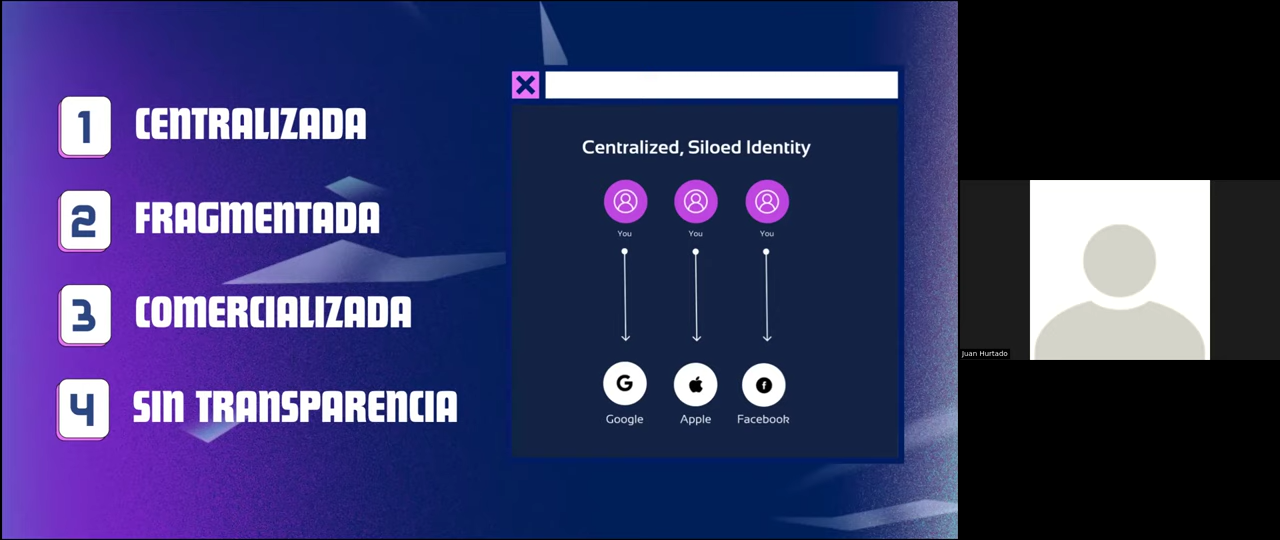 1 CENTRALIZADA
2 FRAGMENTADA
3 COMERCIALIZADA
4 SIN TRANSPARENCIA
Centralized, Siloed Identity
You You You
Google Apple Facebook
Juan Hurtado